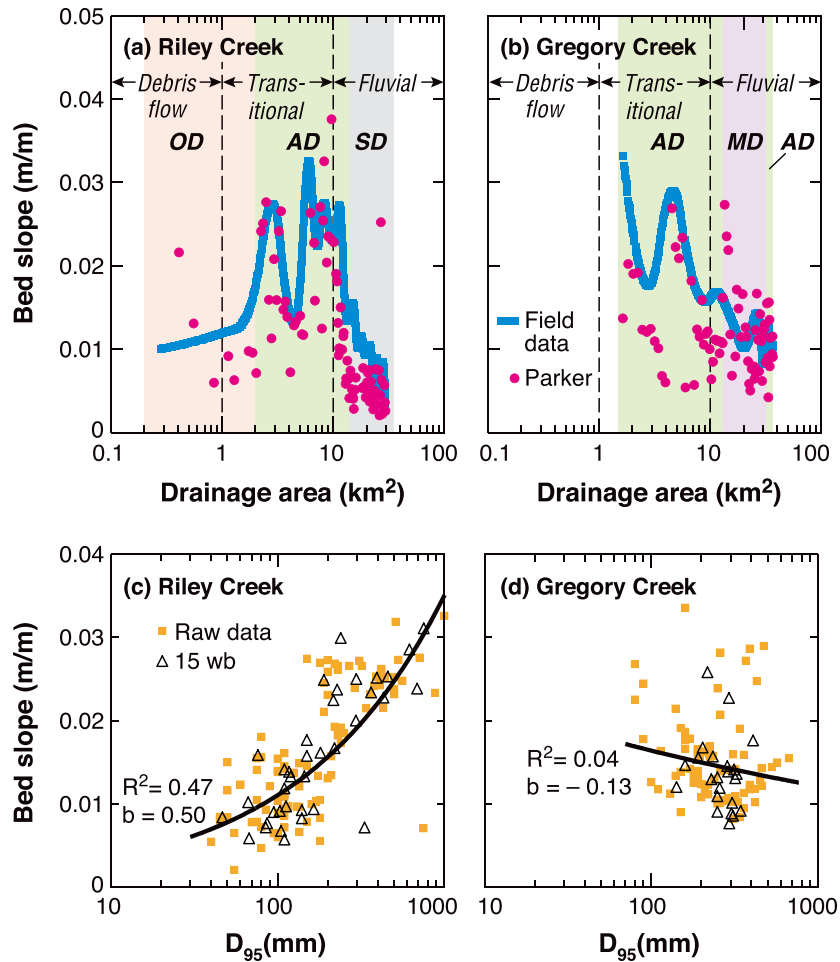 0.05
(a) Riley Creek
(b) Gregory Creek
Debris flow
Trans-itional
Fluvial
Debris flow
Trans-itional
Fluvial
0.04
OD
AD
SD
AD
MD
AD
0.03
0.02
0.01
0
Bed slope (m/m)
Field data
Parker
0.1
1
10
100
0.1
1
10
100
Drainage area (km²)
Drainage area (km²)
0.04
(c) Riley Creek
(d) Gregory Creek
Raw data
15 wb
0.03
0.02
0.01
0
Bed slope (m/m)
R² = 0.47
b = 0.50
R² = 0.04
b = – 0.13
10
100
1000
10
100
1000
D₉₅(mm)
D₉₅(mm)